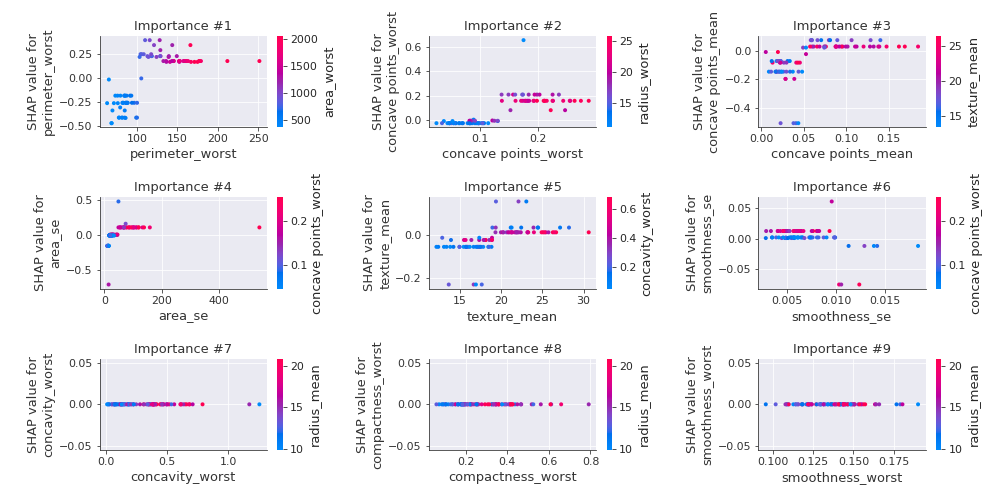 Importance #1
SHAP value for
perimeter_worst
0.25
0.00
−0.25
−0.50
100
150
200
250
perimeter_worst
2000
1500
1000
500
area_worst
Importance #2
SHAP value for
concave points_worst
0.6
0.4
0.2
0.0
0.1
0.2
concave points_worst
25
20
15
radius_worst
Importance #3
SHAP value for
concave points_mean
0.0
−0.2
−0.4
0.00
0.05
0.10
0.15
concave points_mean
25
20
15
texture_mean
Importance #4
SHAP value for
area_se
0.5
0.0
−0.5
0
200
400
area_se
0.2
0.1
concave points_worst
Importance #5
SHAP value for
texture_mean
0.0
−0.2
15
20
25
30
texture_mean
0.6
0.4
0.2
concavity_worst
Importance #6
SHAP value for
smoothness_se
0.05
0.00
−0.05
0.005
0.010
0.015
smoothness_se
0.2
0.1
concave points_worst
Importance #7
SHAP value for
concavity_worst
0.05
0.00
−0.05
0.0
0.5
1.0
concavity_worst
20
15
10
radius_mean
Importance #8
SHAP value for
compactness_worst
0.05
0.00
−0.05
0.2
0.4
0.6
0.8
compactness_worst
20
15
10
radius_mean
Importance #9
SHAP value for
smoothness_worst
0.05
0.00
−0.05
0.100
0.125
0.150
0.175
smoothness_worst
20
15
10
radius_mean